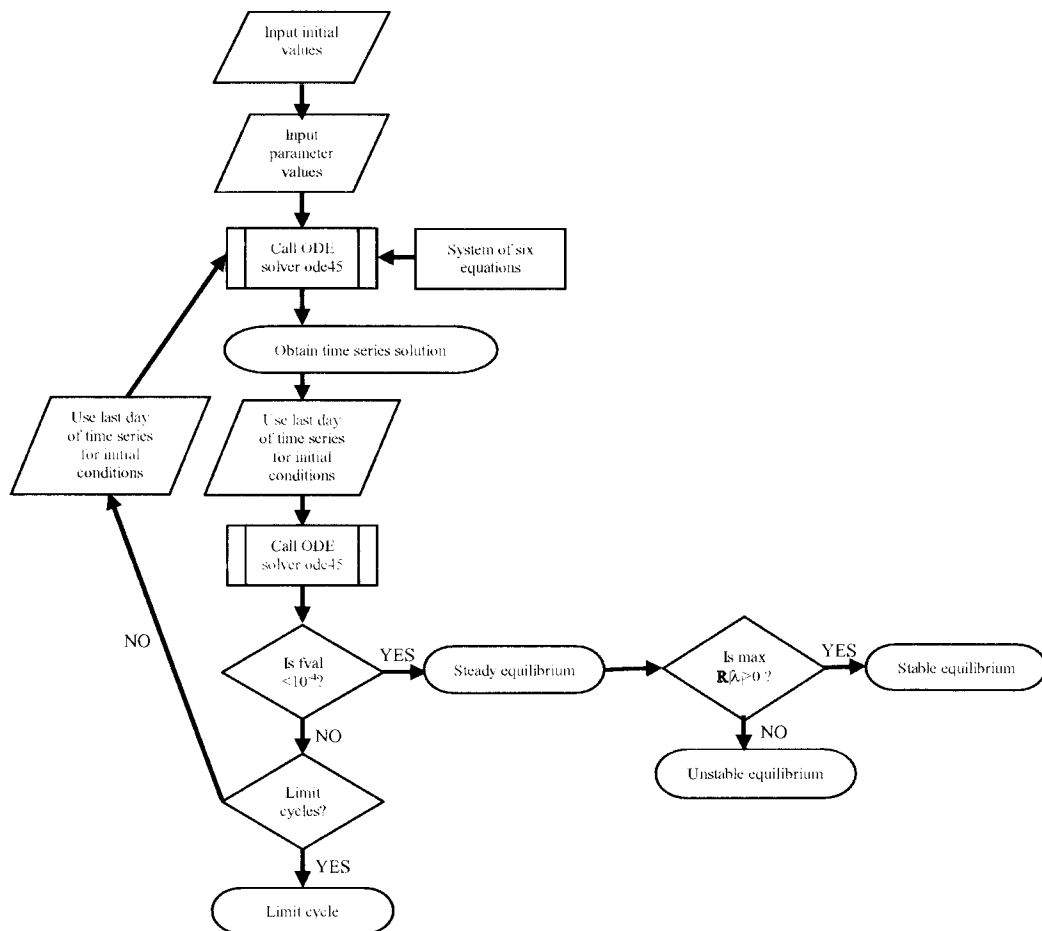 Input initial
values
Input
parameter
values
Call ODE
solver ode45
System of six
equations
Obtain time series solution
Use last day
of time series
for initial
conditions
Use last day
of time series
for initial
conditions
Call ODE
solver ode45
NO
Is fval
<10⁻⁴?
YES
Steady equilibrium
Is max
R|λ|>0 ?
YES
Stable equilibrium
NO
NO
Unstable equilibrium
Limit
cycles?
YES
Limit cycle